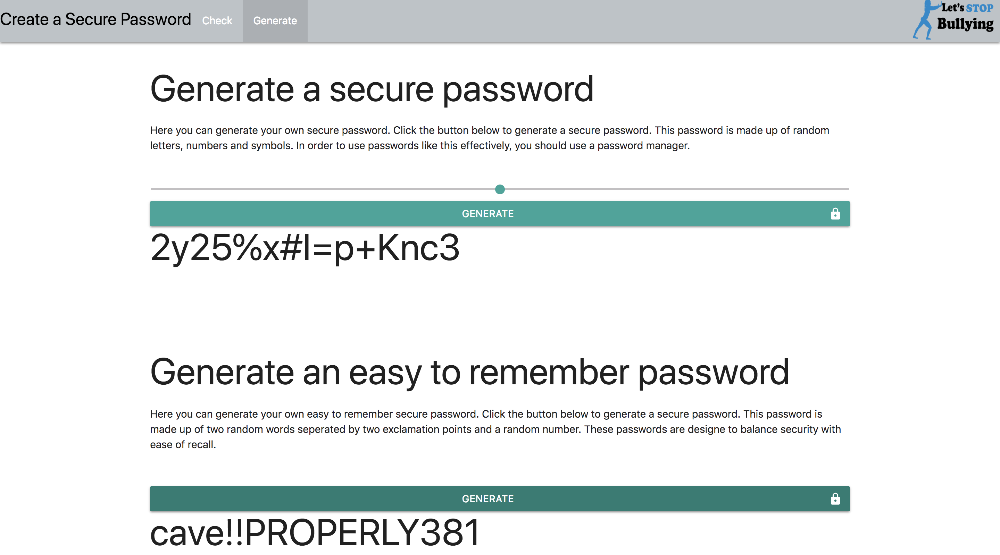 Create a Secure Password Check Generate
Let's STOP
Bullying
Generate a secure password
Here you can generate your own secure password. Click the button below to generate a secure password. This password is made up of random
letters, numbers and symbols. In order to use passwords like this effectively, you should use a password manager.
GENERATE
2y25%x#l=p+Knc3
Generate an easy to remember password
Here you can generate your own easy to remember secure password. Click the button below to generate a secure password. This password is
made up of two random words seperated by two exclamation points and a random number. These passwords are designe to balance security with
ease of recall.
GENERATE
cave!!PROPERLY381